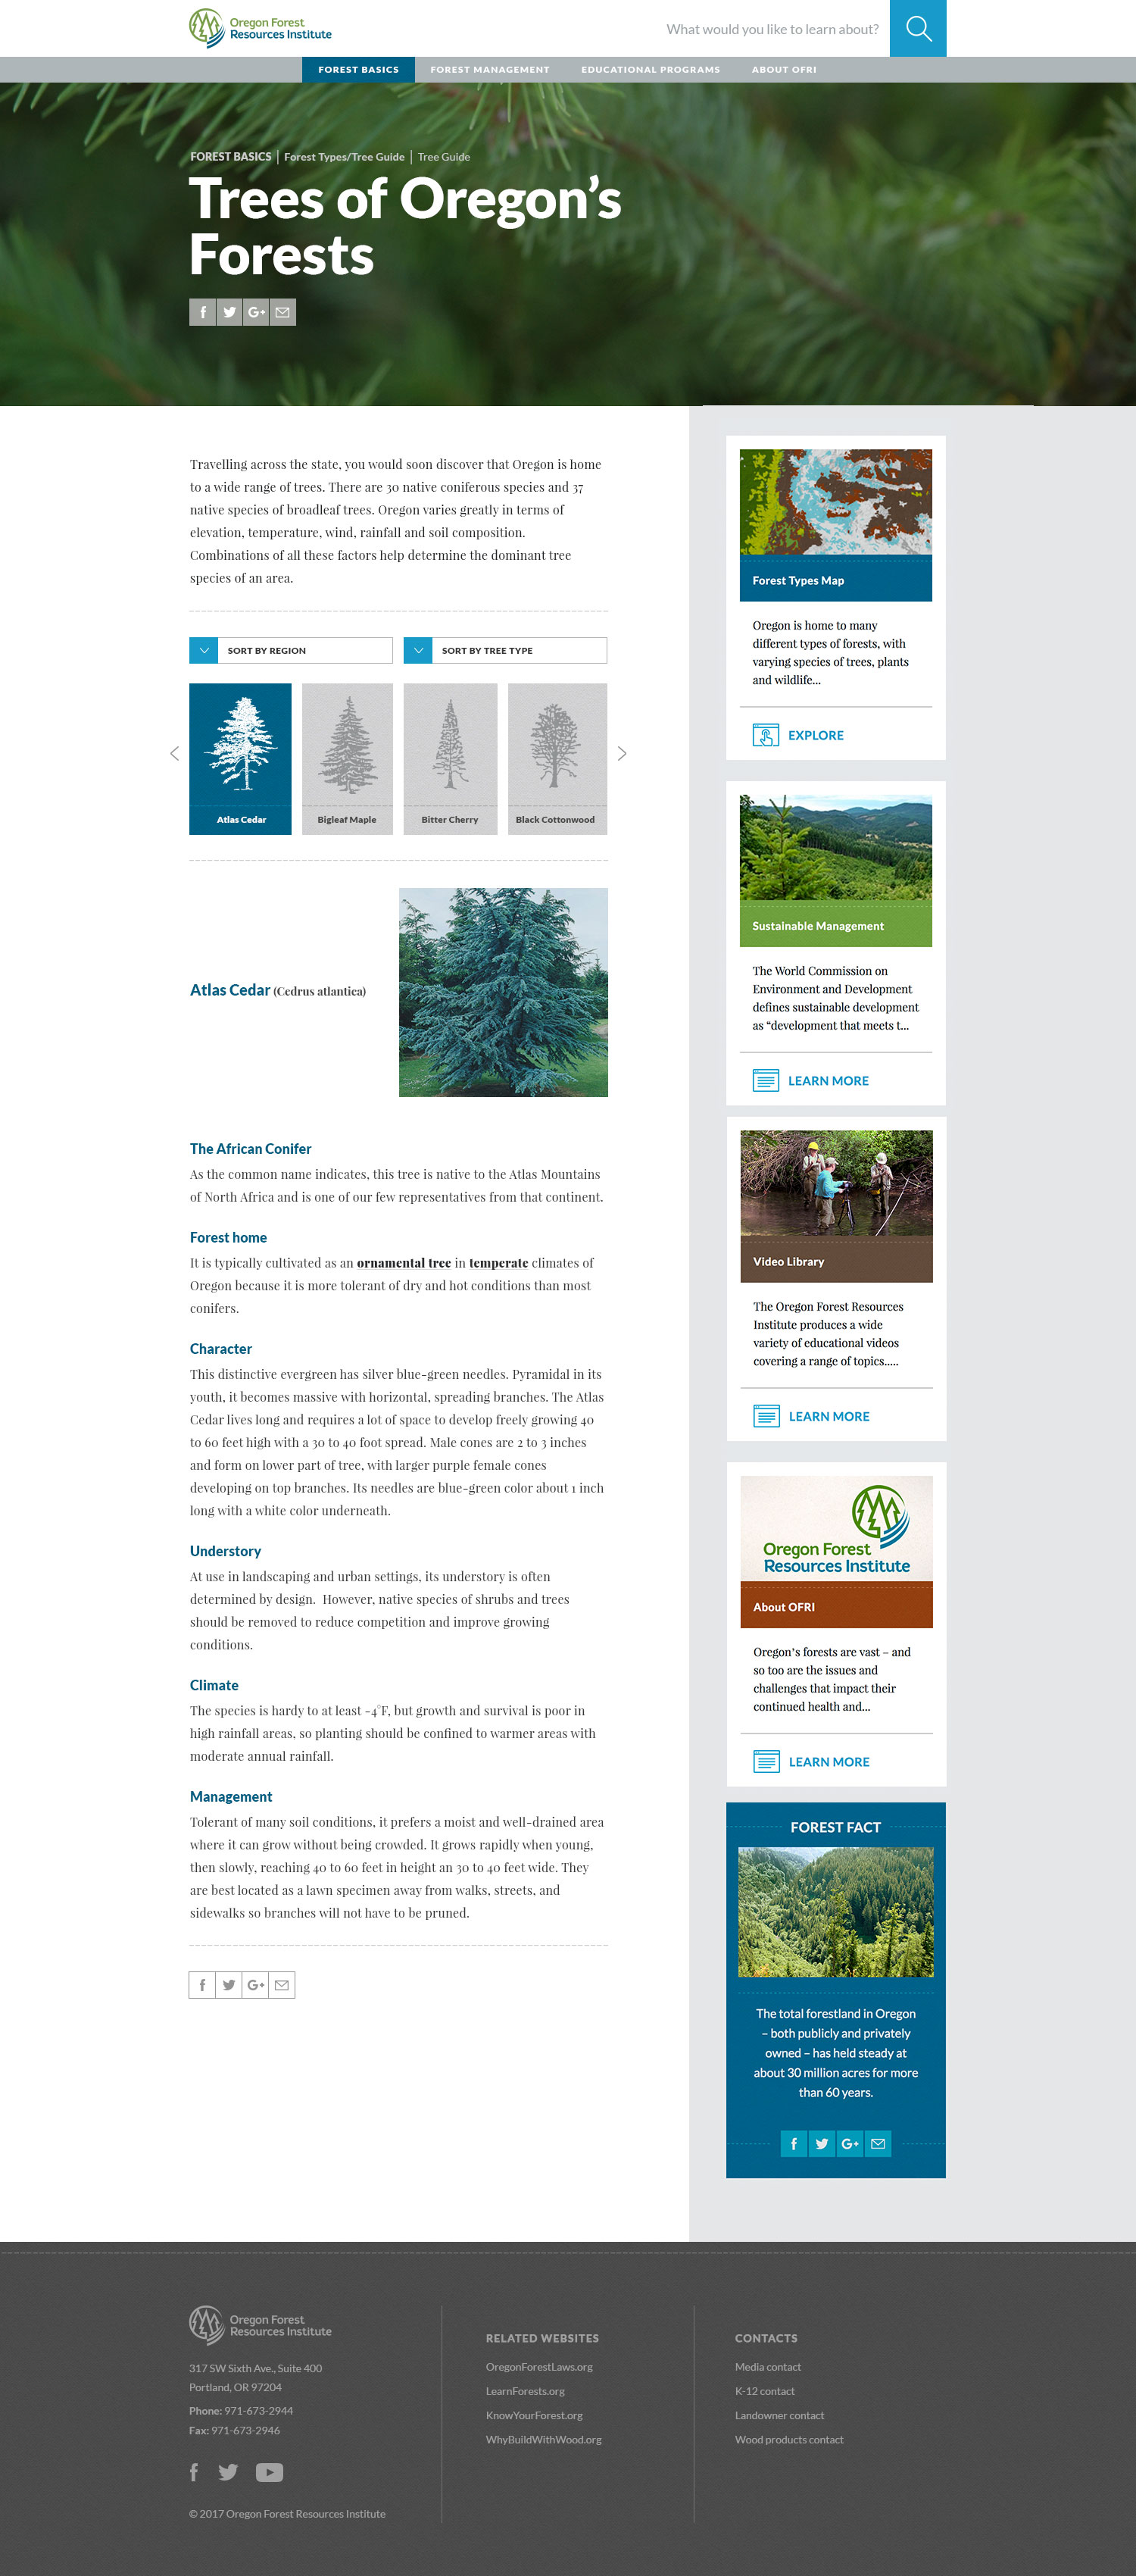 Oregon Forest
Resources Institute
What would you like to learn about?
FOREST BASICS
FOREST MANAGEMENT
EDUCATIONAL PROGRAMS
ABOUT OFRI
FOREST BASICS | Forest Types/Tree Guide | Tree Guide
Trees of Oregon’s
Forests
Travelling across the state, you would soon discover that Oregon is home
to a wide range of trees. There are 30 native coniferous species and 37
native species of broadleaf trees. Oregon varies greatly in terms of
elevation, temperature, wind, rainfall and soil composition.
Combinations of all these factors help determine the dominant tree
species of an area.
SORT BY REGION
SORT BY TREE TYPE
Atlas Cedar
Bigleaf Maple
Bitter Cherry
Black Cottonwood
Atlas Cedar (Cedrus atlantica)
The African Conifer
As the common name indicates, this tree is native to the Atlas Mountains
of North Africa and is one of our few representatives from that continent.
Forest home
It is typically cultivated as an ornamental tree in temperate climates of
Oregon because it is more tolerant of dry and hot conditions than most
conifers.
Character
This distinctive evergreen has silver blue-green needles. Pyramidal in its
youth, it becomes massive with horizontal, spreading branches. The Atlas
Cedar lives long and requires a lot of space to develop freely growing 40
to 60 feet high with a 30 to 40 foot spread. Male cones are 2 to 3 inches
and form on lower part of tree, with larger purple female cones
developing on top branches. Its needles are blue-green color about 1 inch
long with a white color underneath.
Understory
At use in landscaping and urban settings, its understory is often
determined by design.  However, native species of shrubs and trees
should be removed to reduce competition and improve growing
conditions.
Climate
The species is hardy to at least -4°F, but growth and survival is poor in
high rainfall areas, so planting should be confined to warmer areas with
moderate annual rainfall.
Management
Tolerant of many soil conditions, it prefers a moist and well-drained area
where it can grow without being crowded. It grows rapidly when young,
then slowly, reaching 40 to 60 feet in height an 30 to 40 feet wide. They
are best located as a lawn specimen away from walks, streets, and
sidewalks so branches will not have to be pruned.
Forest Types Map
Oregon is home to many
different types of forests, with
varying species of trees, plants
and wildlife...
EXPLORE
Sustainable Management
The World Commission on
Environment and Development
defines sustainable development
as “development that meets t...
LEARN MORE
Video Library
The Oregon Forest Resources
Institute produces a wide
variety of educational videos
covering a range of topics.....
LEARN MORE
Oregon Forest
Resources Institute
About OFRI
Oregon’s forests are vast – and
so too are the issues and
challenges that impact their
continued health and...
LEARN MORE
FOREST FACT
The total forestland in Oregon
– both publicly and privately
owned – has held steady at
about 30 million acres for more
than 60 years.
Oregon Forest
Resources Institute
317 SW Sixth Ave., Suite 400
Portland, OR 97204
Phone: 971-673-2944
Fax: 971-673-2946
© 2017 Oregon Forest Resources Institute
RELATED WEBSITES
OregonForestLaws.org
LearnForests.org
KnowYourForest.org
WhyBuildWithWood.org
CONTACTS
Media contact
K-12 contact
Landowner contact
Wood products contact